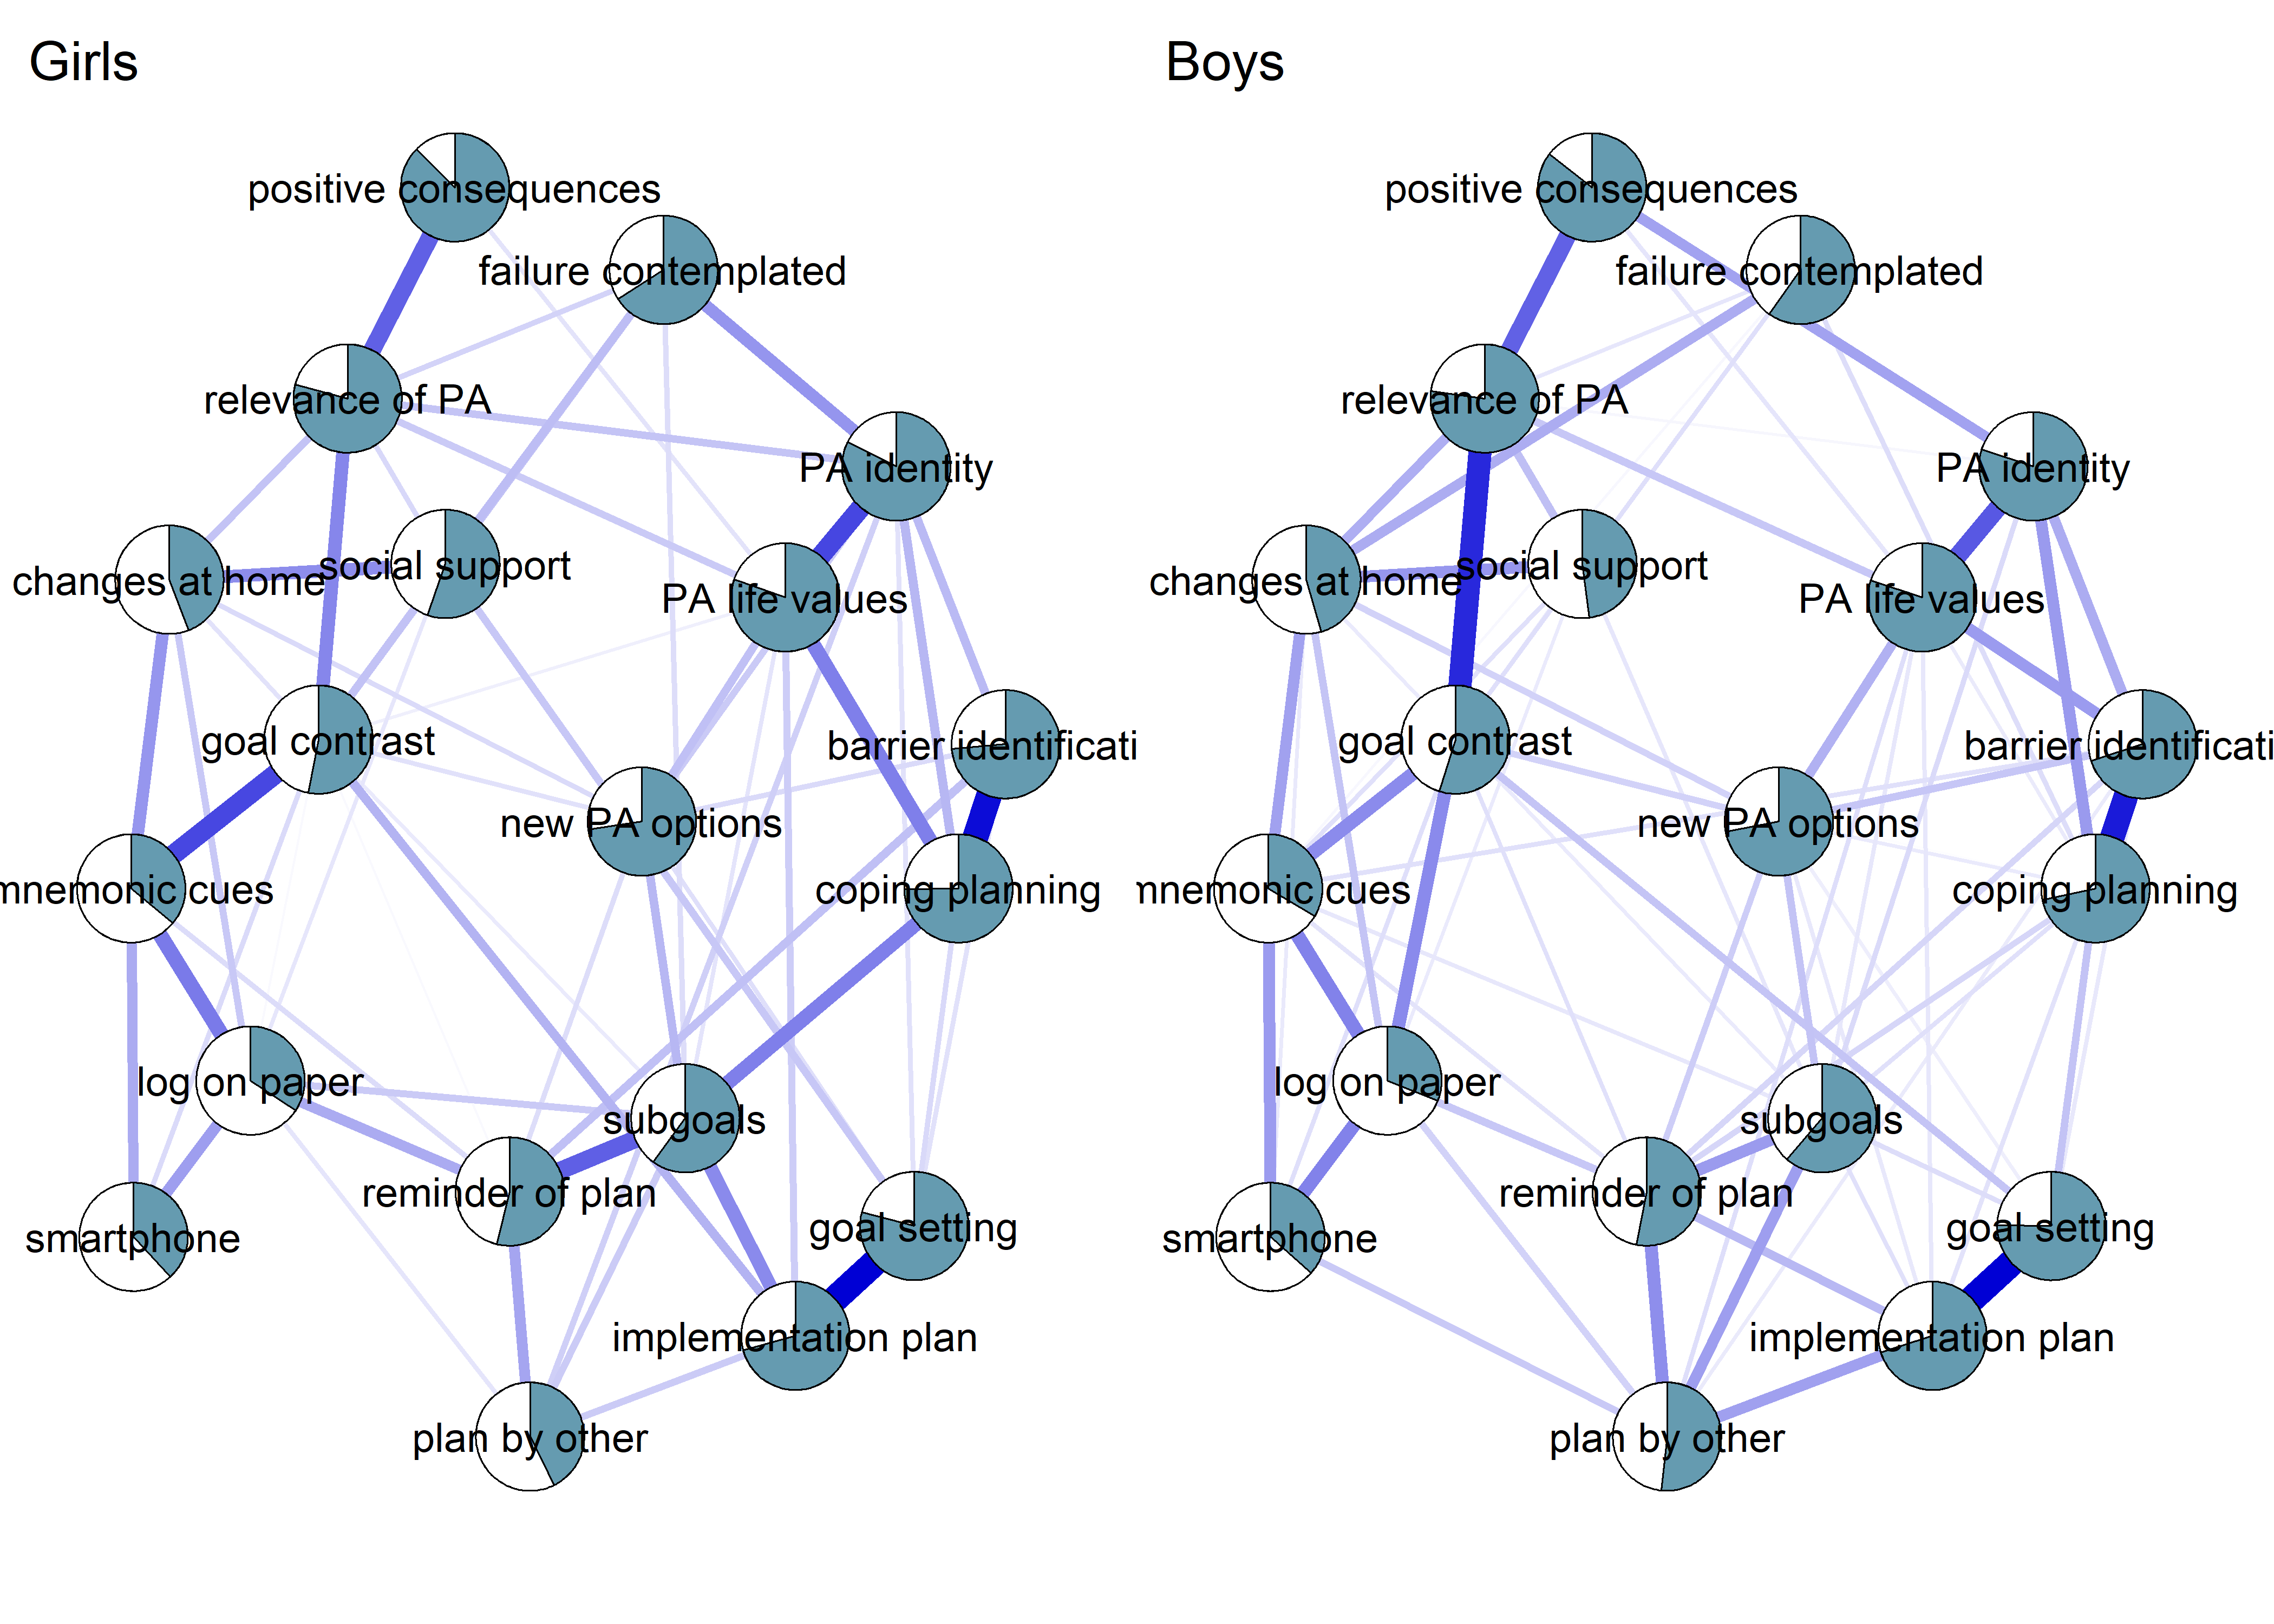 Girls
positive consequences
failure contemplated
relevance of PA
PA identity
changes at home
social support
PA life values
goal contrast
barrier identificati
new PA options
mnemonic cues
coping planning
log on paper
subgoals
reminder of plan
smartphone
goal setting
implementation plan
plan by other
Boys
positive consequences
failure contemplated
relevance of PA
PA identity
changes at home
social support
PA life values
goal contrast
barrier identificati
new PA options
mnemonic cues
coping planning
log on paper
subgoals
reminder of plan
smartphone
goal setting
implementation plan
plan by other